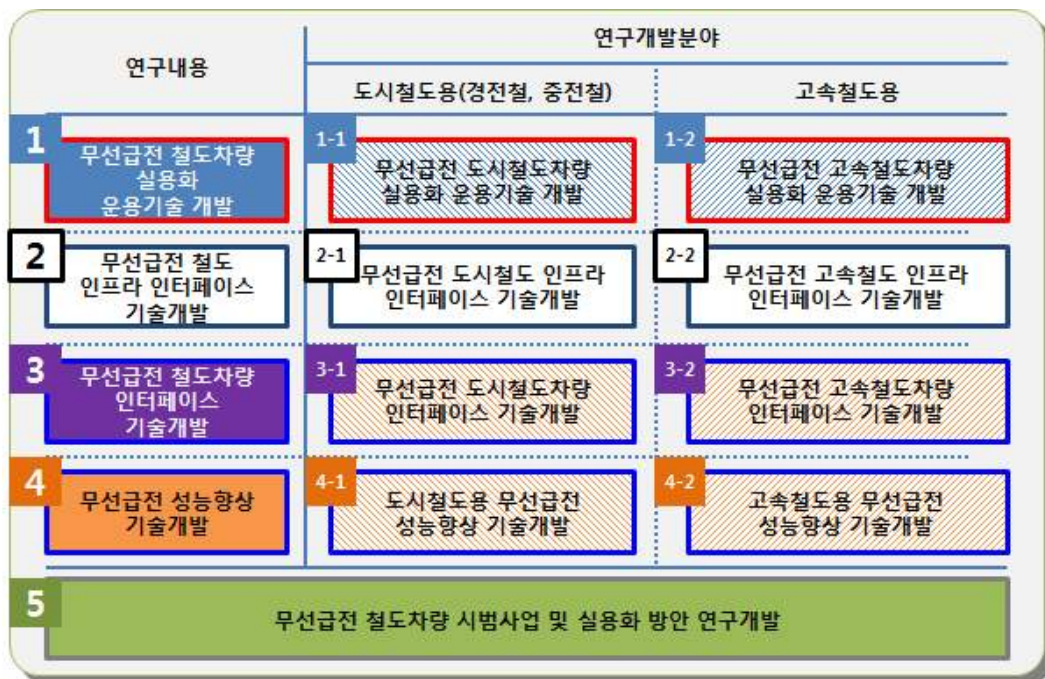 연구내용
연구개발분야
도시철도용(경전철, 중전철)
고속철도용
1
무선급전 철도차량
실용화
운용기술 개발
1-1
무선급전 도시철도차량
실용화 운용기술 개발
1-2
무선급전 고속철도차량
실용화 운용기술 개발
2
무선급전 철도
인프라 인터페이스
기술개발
2-1
무선급전 도시철도 인프라
인터페이스 기술개발
2-2
무선급전 고속철도 인프라
인터페이스 기술개발
3
무선급전 철도차량
인터페이스
기술개발
3-1
무선급전 도시철도차량
인터페이스 기술개발
3-2
무선급전 고속철도차량
인터페이스 기술개발
4
무선급전 성능향상
기술개발
4-1
도시철도용 무선급전
성능향상 기술개발
4-2
고속철도용 무선급전
성능향상 기술개발
5
무선급전 철도차량 시범사업 및 실용화 방안 연구개발